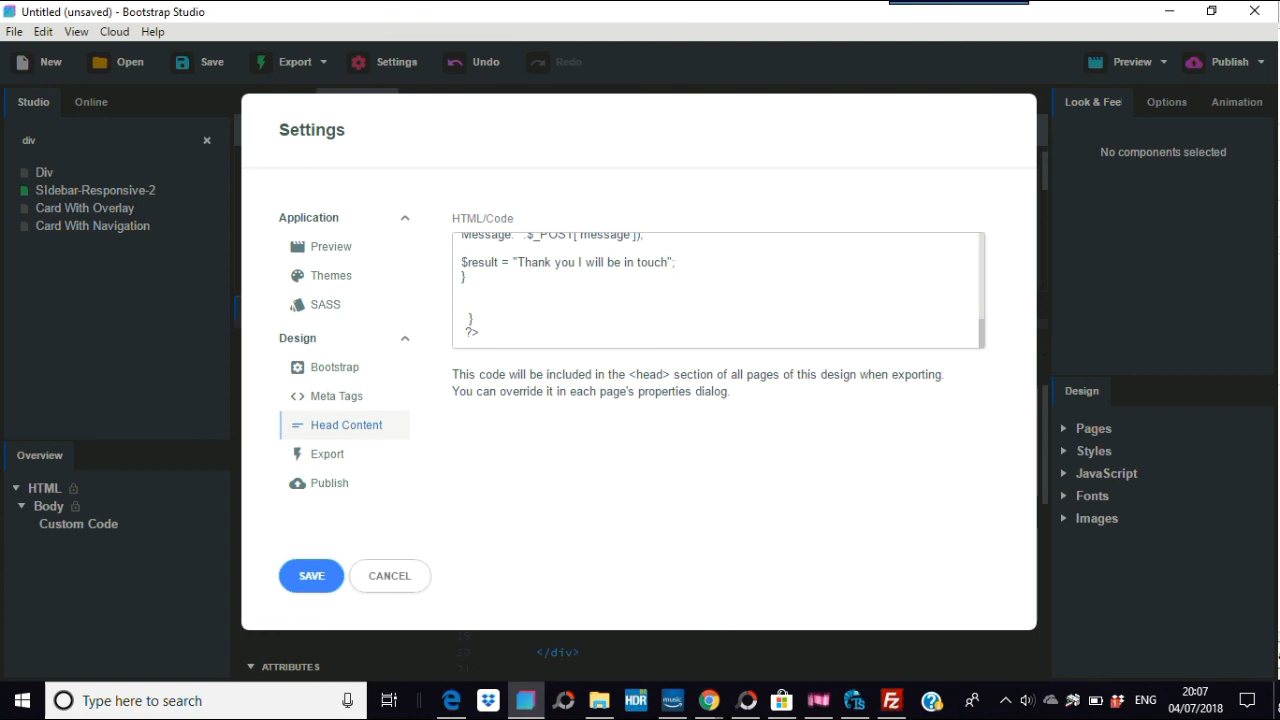 Untitled (unsaved) - Bootstrap Studio
File Edit View Cloud Help
New Open Save Export Settings Undo Redo Preview Publish
Studio Online
Look & Feel Options Animation
div
Div
SIdebar-Responsive-2
Card With Overlay
Card With Navigation
No components selected
Settings
Application
Preview
Themes
SASS
Design
Bootstrap
Meta Tags
Head Content
Export
Publish
HTML/Code
Message: " .$_POST['message']);
$result = "Thank you I will be in touch";
}
}
?>
This code will be included in the <head> section of all pages of this design when exporting.
You can override it in each page's properties dialog.
SAVE CANCEL
Overview
HTML
Body
Custom Code
Design
Pages
Styles
JavaScript
Fonts
Images
</div>
ATTRIBUTES
Type here to search
ENG
20:07
04/07/2018